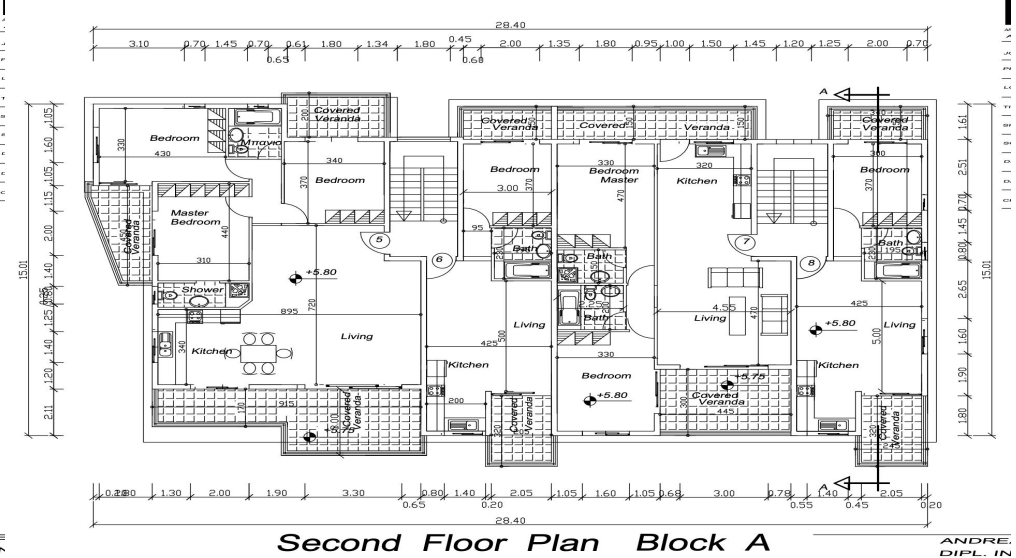 28.40
3.10 0.70 1.45 0.70 0.61 1.80 1.34 1.80 0.45 2.00 1.35 1.80 0.95 1.00 1.50 1.45 1.20 1.25 2.00 0.70
0.65 0.60
A
Covered Veranda
Covered Veranda
Covered Veranda
Covered Veranda
Bedroom
330
430
Μπανιο
340
Bedroom
370
Bedroom
370
3.00
330
Bedroom
Master
470
320
Kitchen
Bedroom
370
Master
Bedroom
440
310
Covered
Veranda
5
6
7
8
95
Bath
Bath
Bath
Bath
195
+5.80
Shower
895
720
Living
Kitchen
340
425
500
Living
Kitchen
200
4.55
Living
470
330
Bedroom
+5.80
425
+5.80
5.00
Living
Kitchen
+5.75
Covered
Veranda
300
445
915
170
Covered
Veranda
Covered
Veranda
320
Covered
Veranda
320
15.01
1.05
1.60
1.05
1.15
2.00
1.40
1.25
1.40
1.20
2.11
1.61
2.51
0.70
1.45
0.80
2.65
1.60
1.90
1.80
15.01
A
1.30 2.00 1.90 3.30 0.80 1.40 2.05 1.05 1.60 1.05 3.00 0.78 1.40 2.05
0.65 0.20 0.55 0.45 0.20
28.40
Second Floor Plan Block A
ANDREA
DIPL. IN